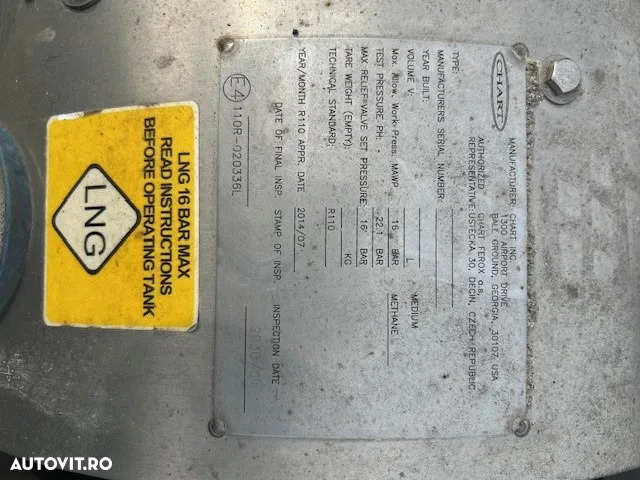 CHART
MANUFACTURER: CHART INC.
1300 AIRPORT DRIVE
BALL GROUND, GEORGIA, 30107, USA
AUTHORIZED CHART FEROX a.s,
REPRESENTATIVE: USTECKA 30, DECIN, CZECH REPUBLIC
TYPE:
MANUFACTURERS SERIAL NUMBER:
YEAR BUILT:
VOLUME V: L MEDIUM
Max. Allow. Work. Press. MAWP 16 BAR METHANE
TEST PRESSURE PH: 22.1 BAR
MAX RELIEF VALVE SET PRESSURE: 16 BAR
TARE WEIGHT (EMPTY): KG
TECHNICAL STANDARD: R110
YEAR/MONTH R110 APPR. DATE 2014/07
DATE OF FINAL INSP. STAMP OF INSP. INSPECTION DATE
E4 110R-020336L
LNG 16 BAR MAX
READ INSTRUCTIONS
BEFORE OPERATING TANK
LNG
AUTOVIT.RO